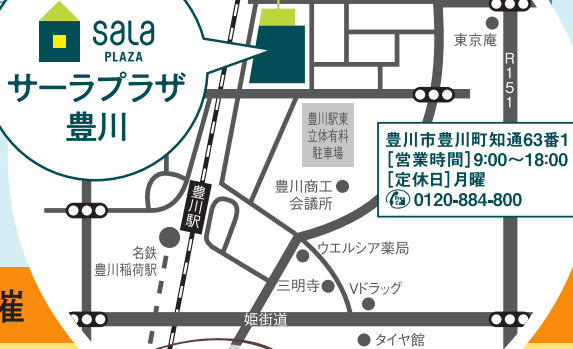 sala
PLAZA
サーラプラザ
豊川
東京庵
R151
豊川駅東
立体有料
駐車場
豊川市豊川町知通63番1
[営業時間]9:00〜18:00
[定休日]月曜
0120-884-800
豊川商工
会議所
豊川駅
名鉄
豊川稲荷駅
ウエルシア薬局
三明寺
Vドラッグ
姫街道
タイヤ館
催